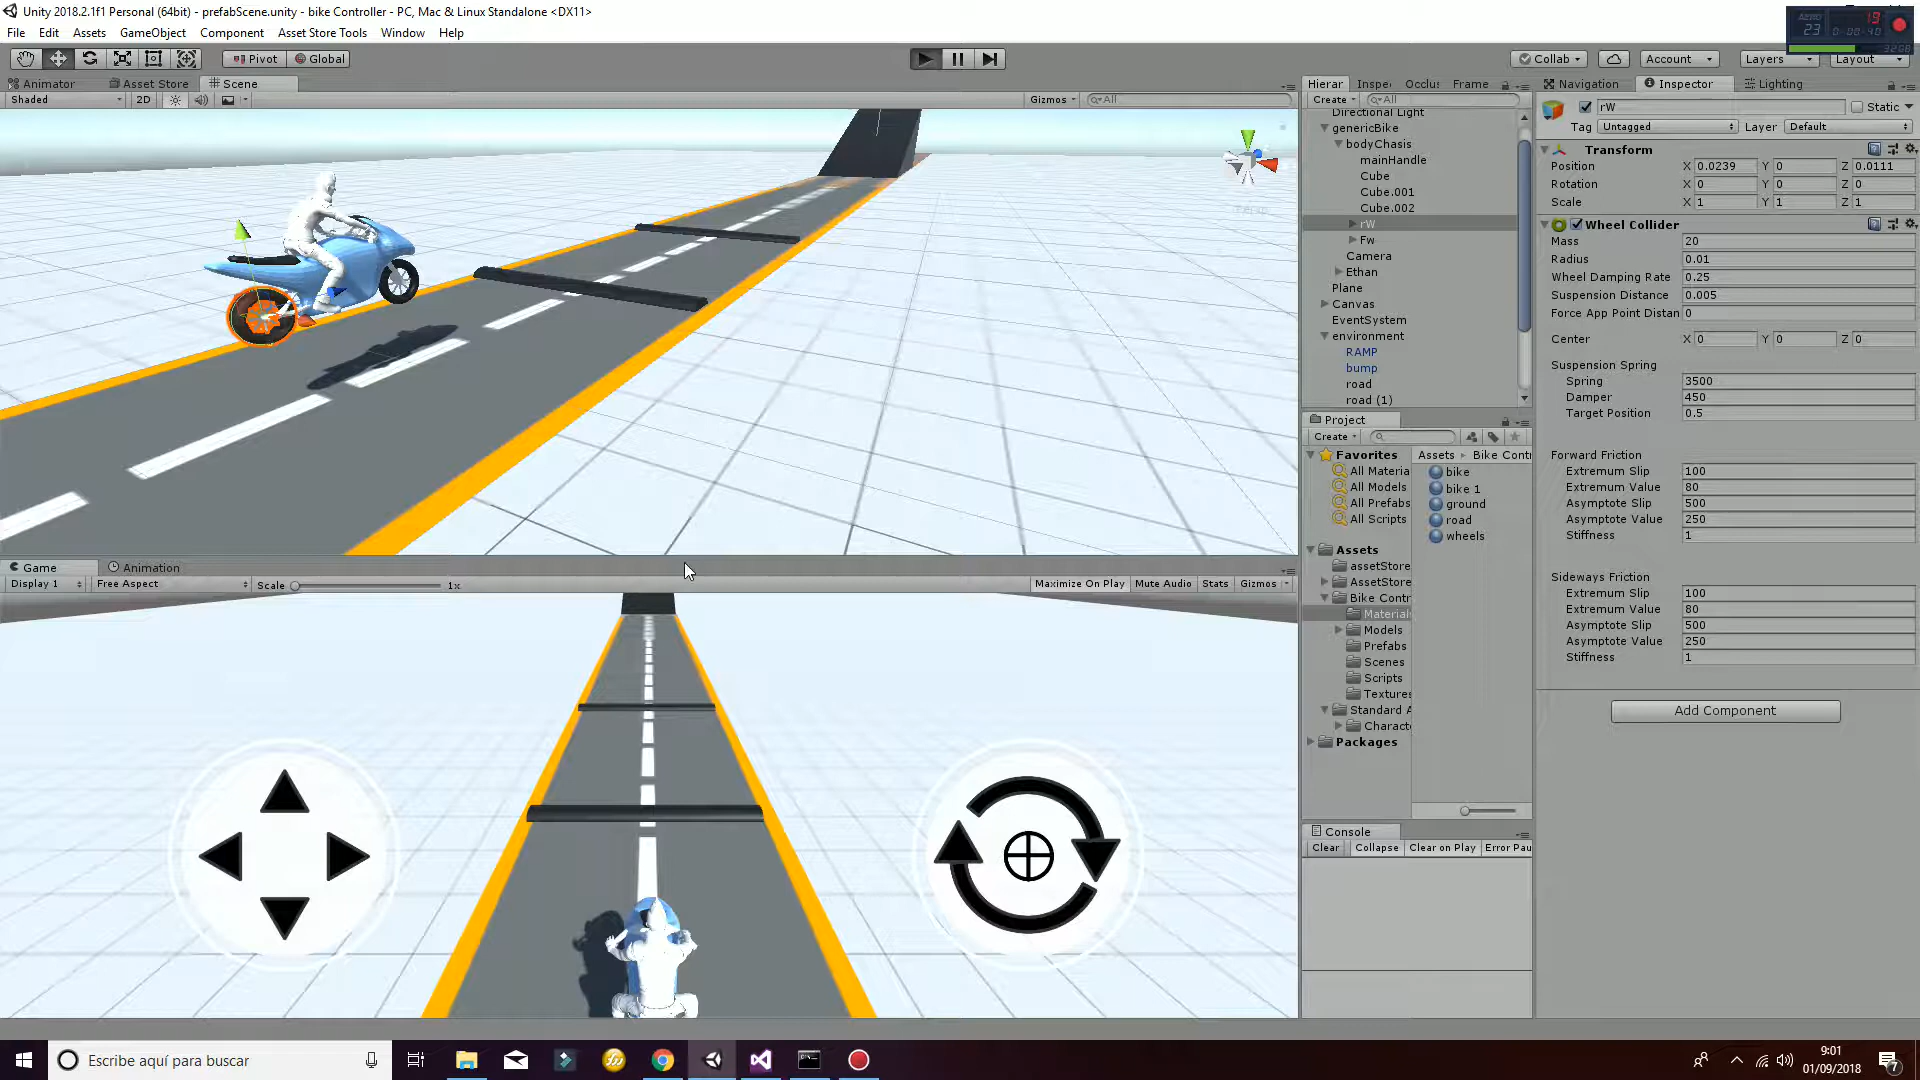 Unity 2018.2.1f1 Personal (64bit) - prefabScene.unity - bike Controller - PC, Mac & Linux Standalone <DX11>
File Edit Assets GameObject Component Asset Store Tools Window Help
Pivot Global
Collab Account Layers Layout
Animator Asset Store Scene
Shaded 2D Gizmos All
Hierar Inspe Occlu Frame
Create All
Directional Light
genericBike
bodyChasis
mainHandle
Cube
Cube.001
Cube.002
rW
Fw
Camera
Ethan
Plane
Canvas
EventSystem
environment
RAMP
bump
road
road (1)
Project
Create
Favorites
All Materia
All Models
All Prefabs
All Scripts
Assets
assetStore
AssetStore
Bike Contr
Material
Models
Prefabs
Scenes
Scripts
Textures
Standard A
Charact
Packages
Assets Bike Contr
bike
bike 1
ground
road
wheels
Console
Clear Collapse Clear on Play Error Pau
Navigation Inspector Lighting
rW Static
Tag Untagged Layer Default
Transform
Position X 0.0239 Y 0 Z 0.0111
Rotation X 0 Y 0 Z 0
Scale X 1 Y 1 Z 1
Wheel Collider
Mass 20
Radius 0.01
Wheel Damping Rate 0.25
Suspension Distance 0.005
Force App Point Distan 0
Center X 0 Y 0 Z 0
Suspension Spring
Spring 3500
Damper 450
Target Position 0.5
Forward Friction
Extremum Slip 100
Extremum Value 80
Asymptote Slip 500
Asymptote Value 250
Stiffness 1
Sideways Friction
Extremum Slip 100
Extremum Value 80
Asymptote Slip 500
Asymptote Value 250
Stiffness 1
Add Component
Game Animation
Display 1 Free Aspect Scale 1x Maximize On Play Mute Audio Stats Gizmos
Escribe aquí para buscar
9:01
01/09/2018